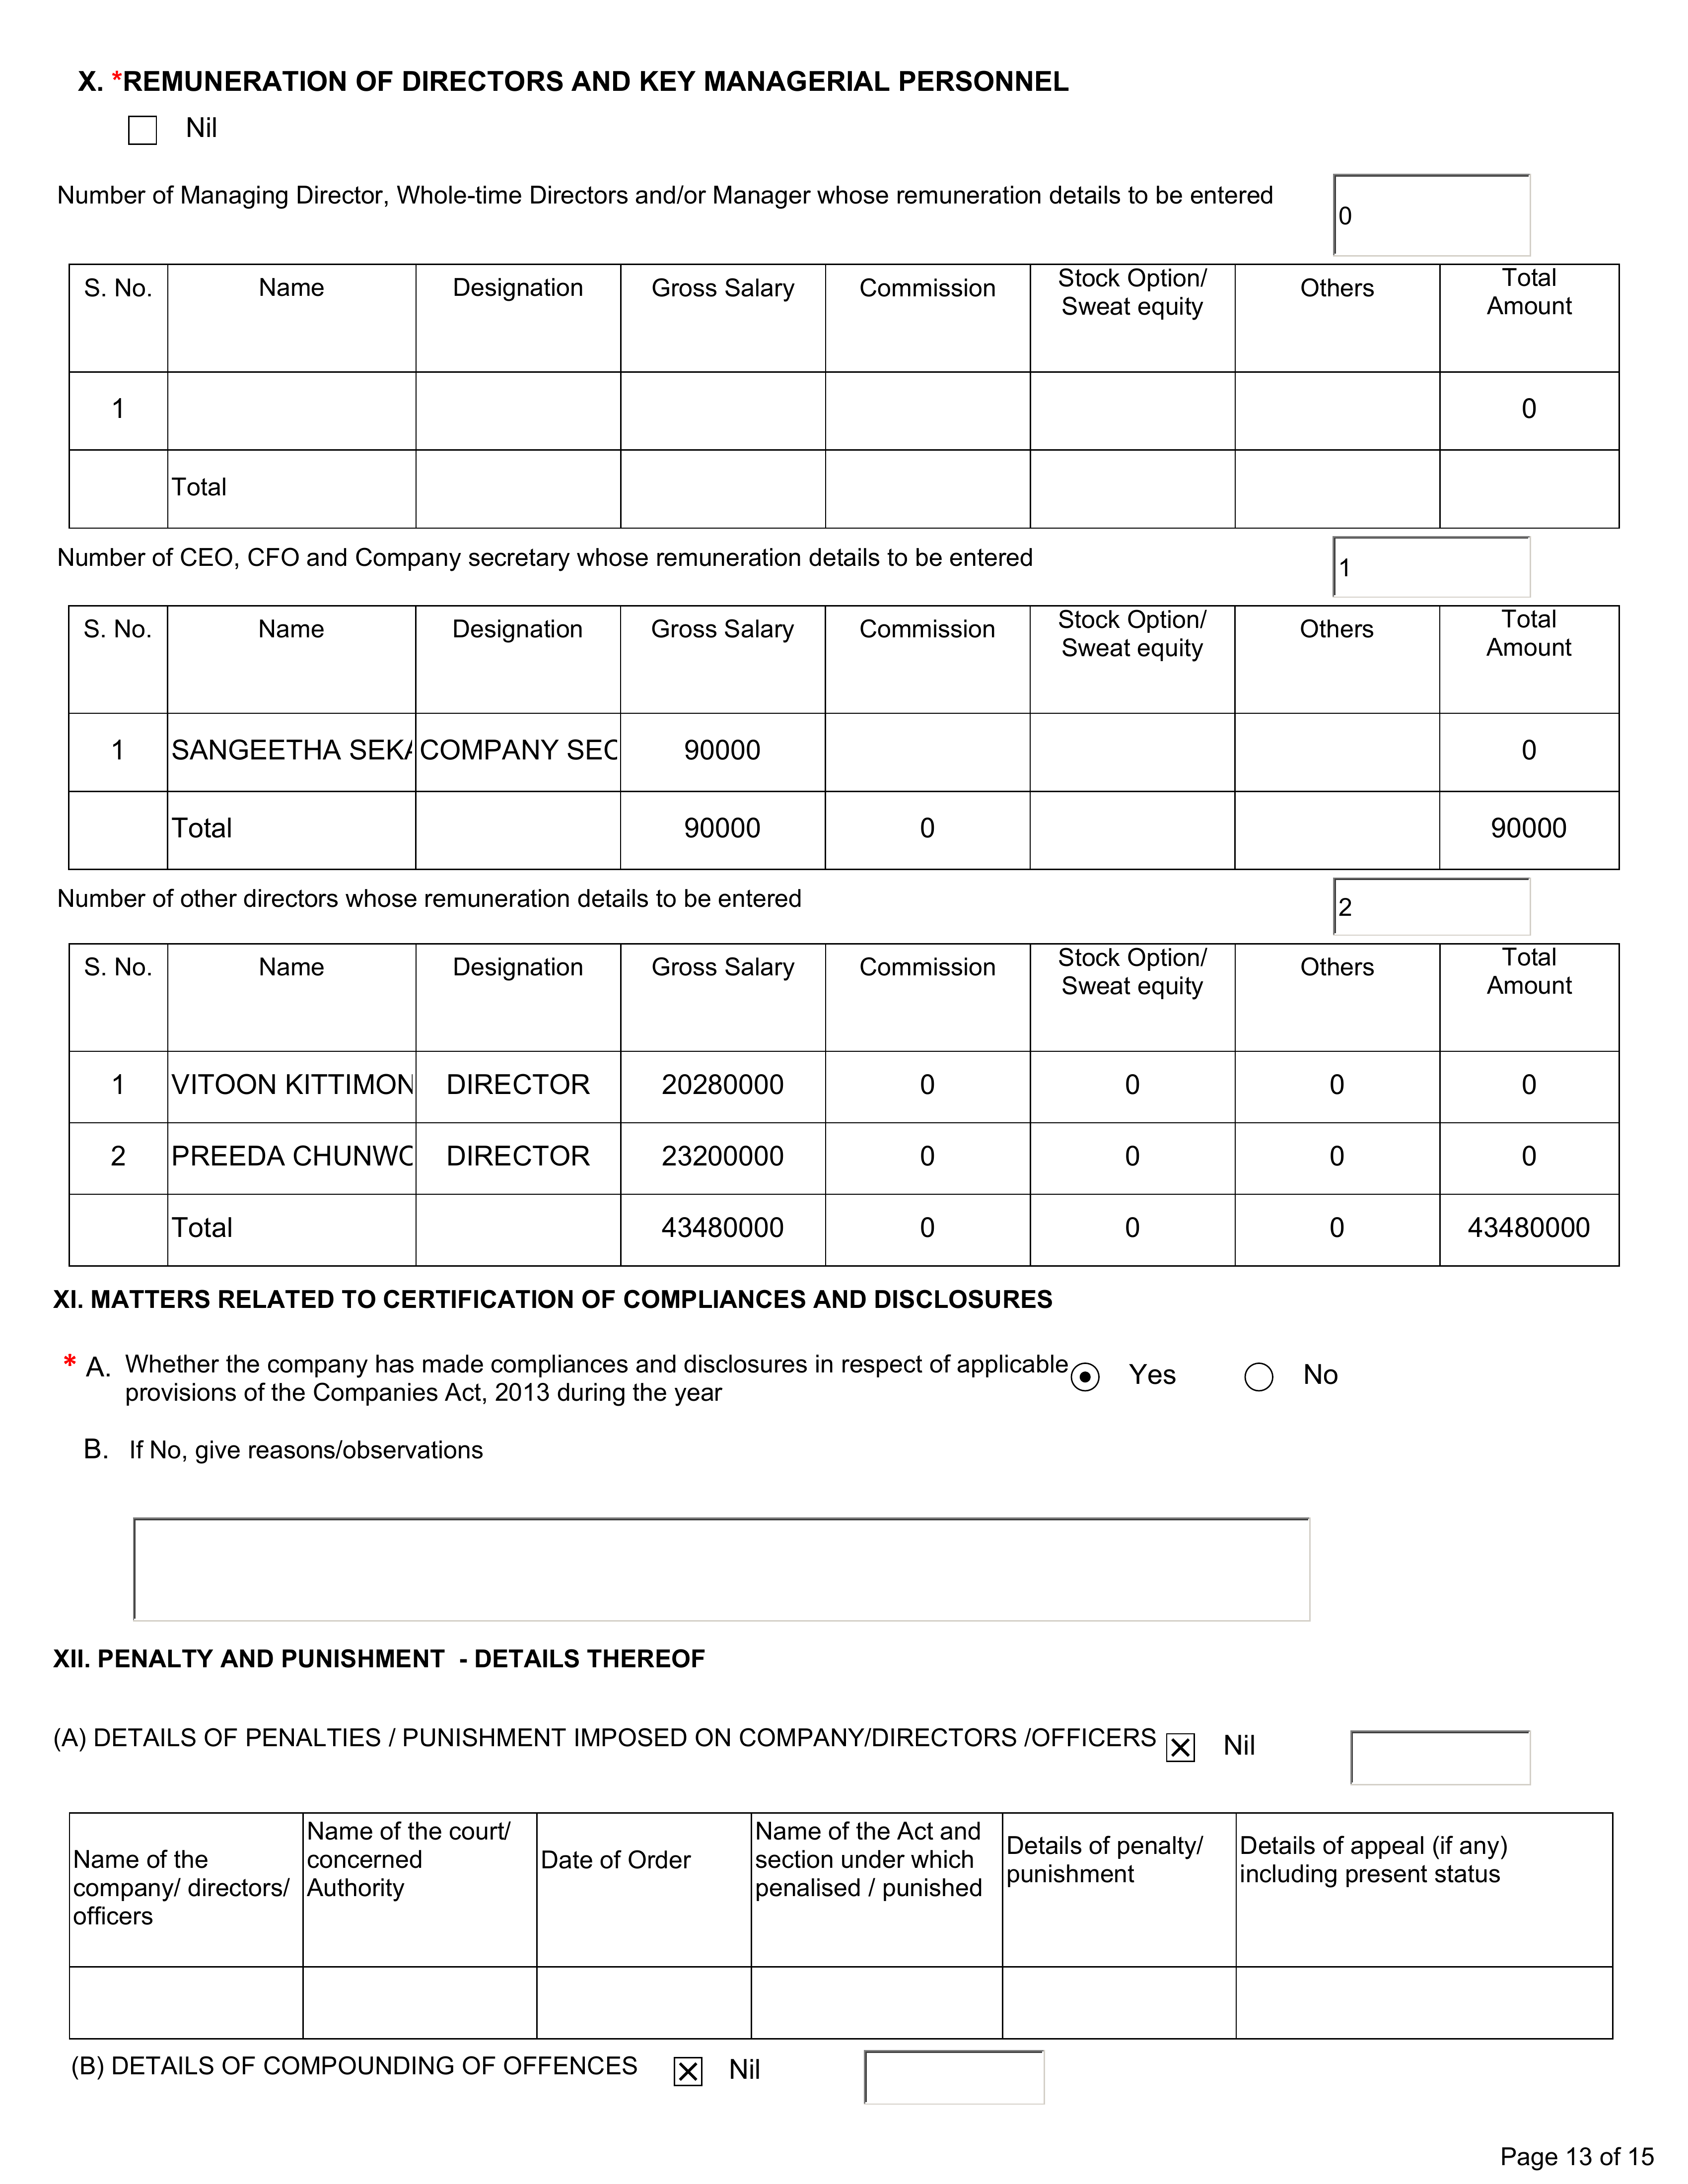 X. *REMUNERATION OF DIRECTORS AND KEY MANAGERIAL PERSONNEL
Nil
Number of Managing Director, Whole-time Directors and/or Manager whose remuneration details to be entered 0
S. No. Name Designation Gross Salary Commission Stock Option/ Sweat equity Others Total Amount
1 0
Total
Number of CEO, CFO and Company secretary whose remuneration details to be entered 1
S. No. Name Designation Gross Salary Commission Stock Option/ Sweat equity Others Total Amount
1 SANGEETHA SEKA COMPANY SEC 90000 0
Total 90000 0 90000
Number of other directors whose remuneration details to be entered 2
S. No. Name Designation Gross Salary Commission Stock Option/ Sweat equity Others Total Amount
1 VITOON KITTIMON DIRECTOR 20280000 0 0 0 0
2 PREEDA CHUNWO DIRECTOR 23200000 0 0 0 0
Total 43480000 0 0 0 43480000
XI. MATTERS RELATED TO CERTIFICATION OF COMPLIANCES AND DISCLOSURES
* A. Whether the company has made compliances and disclosures in respect of applicable Yes No
provisions of the Companies Act, 2013 during the year
B. If No, give reasons/observations
XII. PENALTY AND PUNISHMENT - DETAILS THEREOF
(A) DETAILS OF PENALTIES / PUNISHMENT IMPOSED ON COMPANY/DIRECTORS /OFFICERS Nil
Name of the company/ directors/ officers Name of the court/ concerned Authority Date of Order Name of the Act and section under which penalised / punished Details of penalty/ punishment Details of appeal (if any) including present status
(B) DETAILS OF COMPOUNDING OF OFFENCES Nil
Page 13 of 15